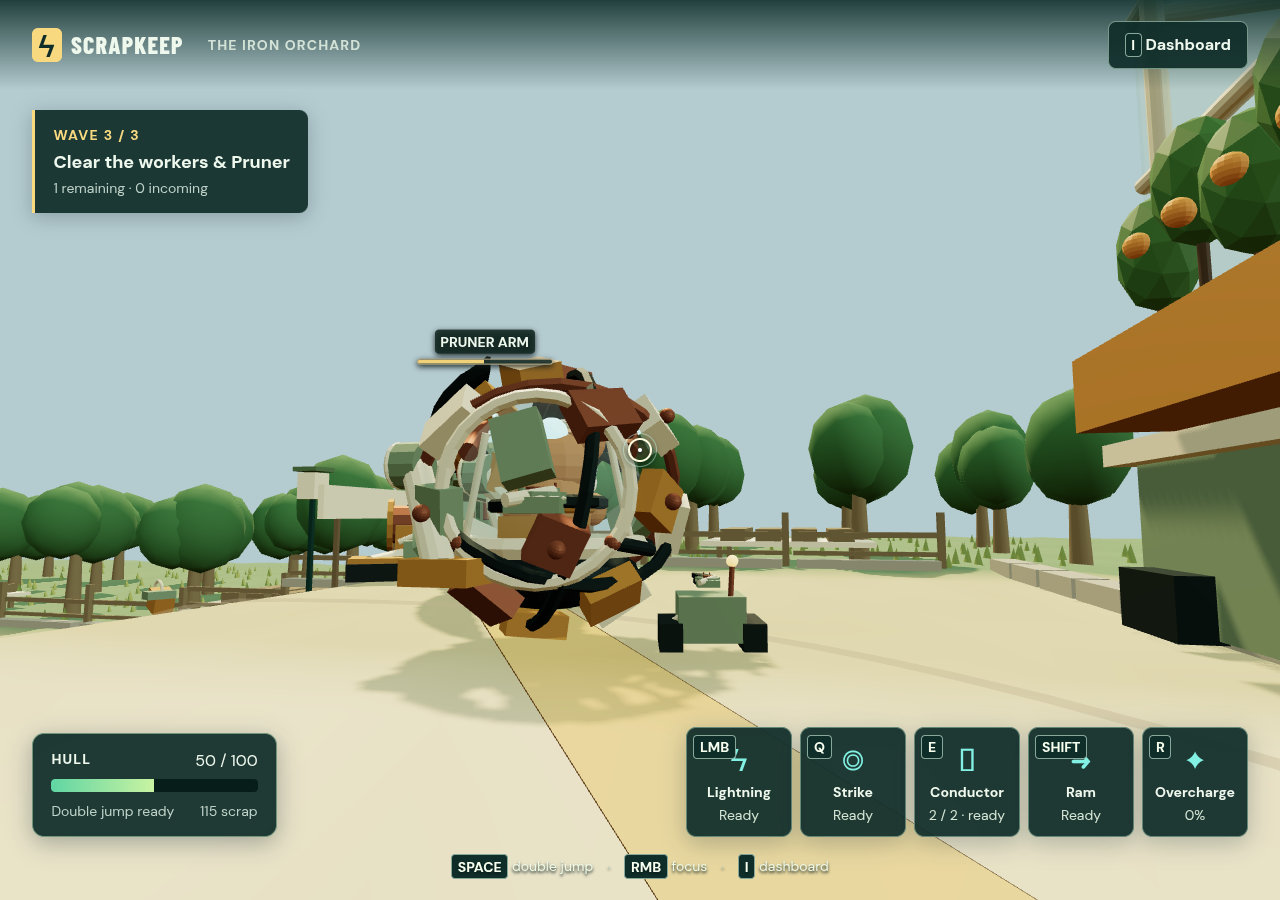 SCRAPKEEP
THE IRON ORCHARD
I Dashboard
WAVE 3 / 3
Clear the workers & Pruner
1 remaining · 0 incoming
PRUNER ARM
HULL 50 / 100
Double jump ready 115 scrap
LMB
Lightning
Ready
Q
Strike
Ready
E
Conductor
2 / 2 · ready
SHIFT
Ram
Ready
R
Overcharge
0%
SPACE double jump · RMB focus · I dashboard